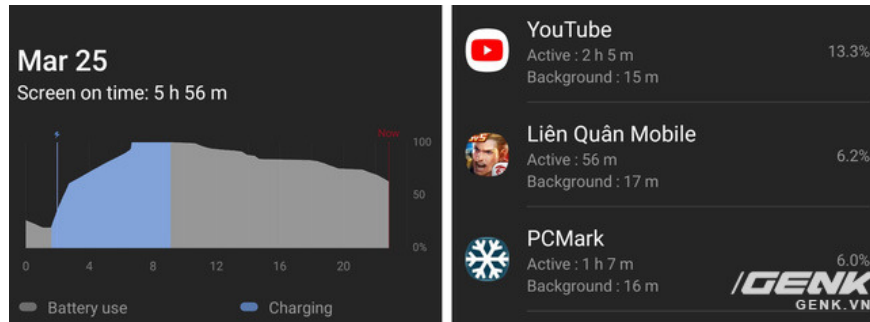 Mar 25
Screen on time: 5 h 56 m
Now
100
50
0%
0 4 8 12 16 20
Battery use Charging
YouTube
Active : 2 h 5 m
13.3%
Background : 15 m
Liên Quân Mobile
Active : 56 m
6.2%
Background : 17 m
PCMark
Active : 1 h 7 m
6.0%
Background : 16 m
GENK
GENK.VN